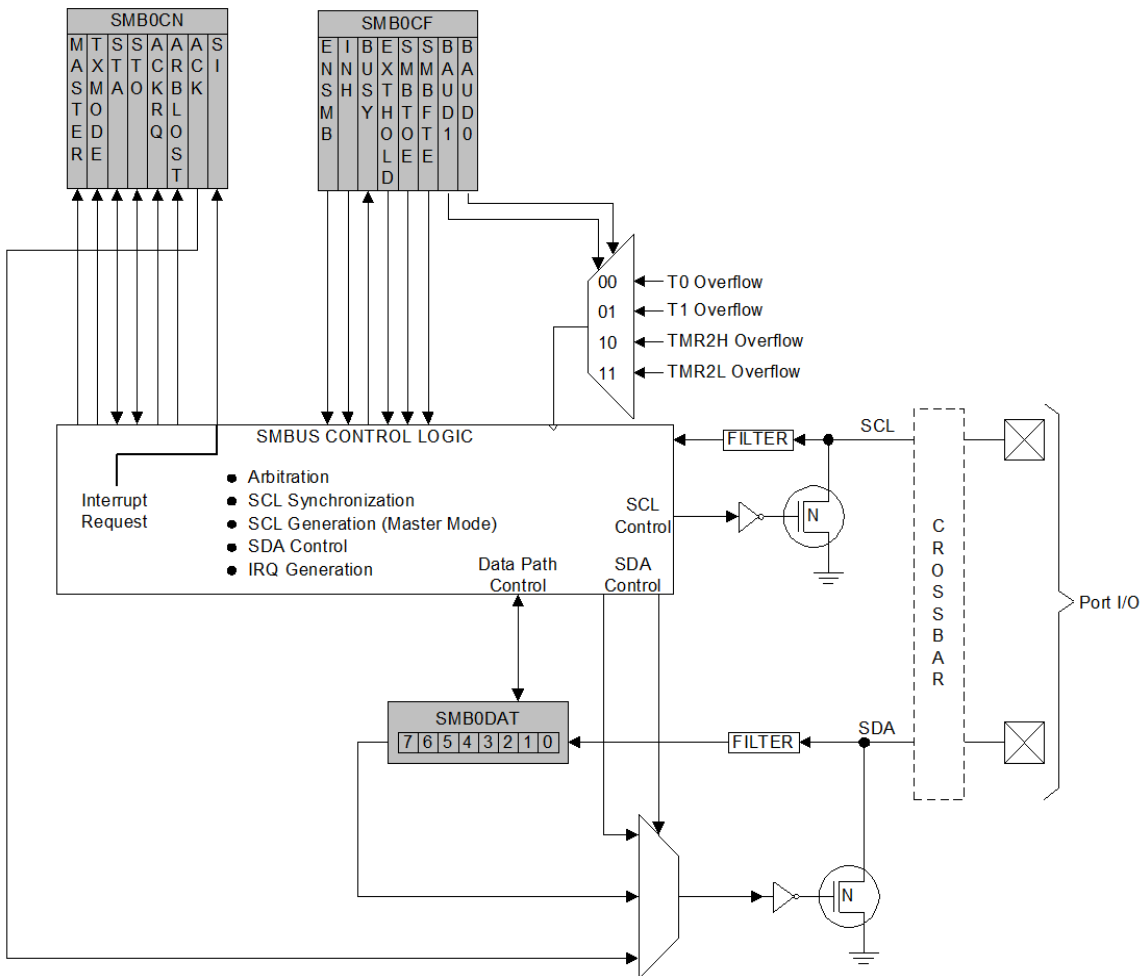 SMB0CN
MASTER
TXMODE
STA
STO
ACKRQ
ARBLOST
ACK
SI
SMB0CF
ENSMB
INH
BUSY
EXTHOLD
SMBTOE
SMBFTE
BAUD1
BAUD0
00
T0 Overflow
01
T1 Overflow
10
TMR2H Overflow
11
TMR2L Overflow
SMBUS CONTROL LOGIC
Interrupt
Request
● Arbitration
● SCL Synchronization
● SCL Generation (Master Mode)
● SDA Control
● IRQ Generation
SCL
Control
Data Path
Control
SDA
Control
FILTER
SCL
N
CROSSBAR
Port I/O
SMB0DAT
7 6 5 4 3 2 1 0
FILTER
SDA
N